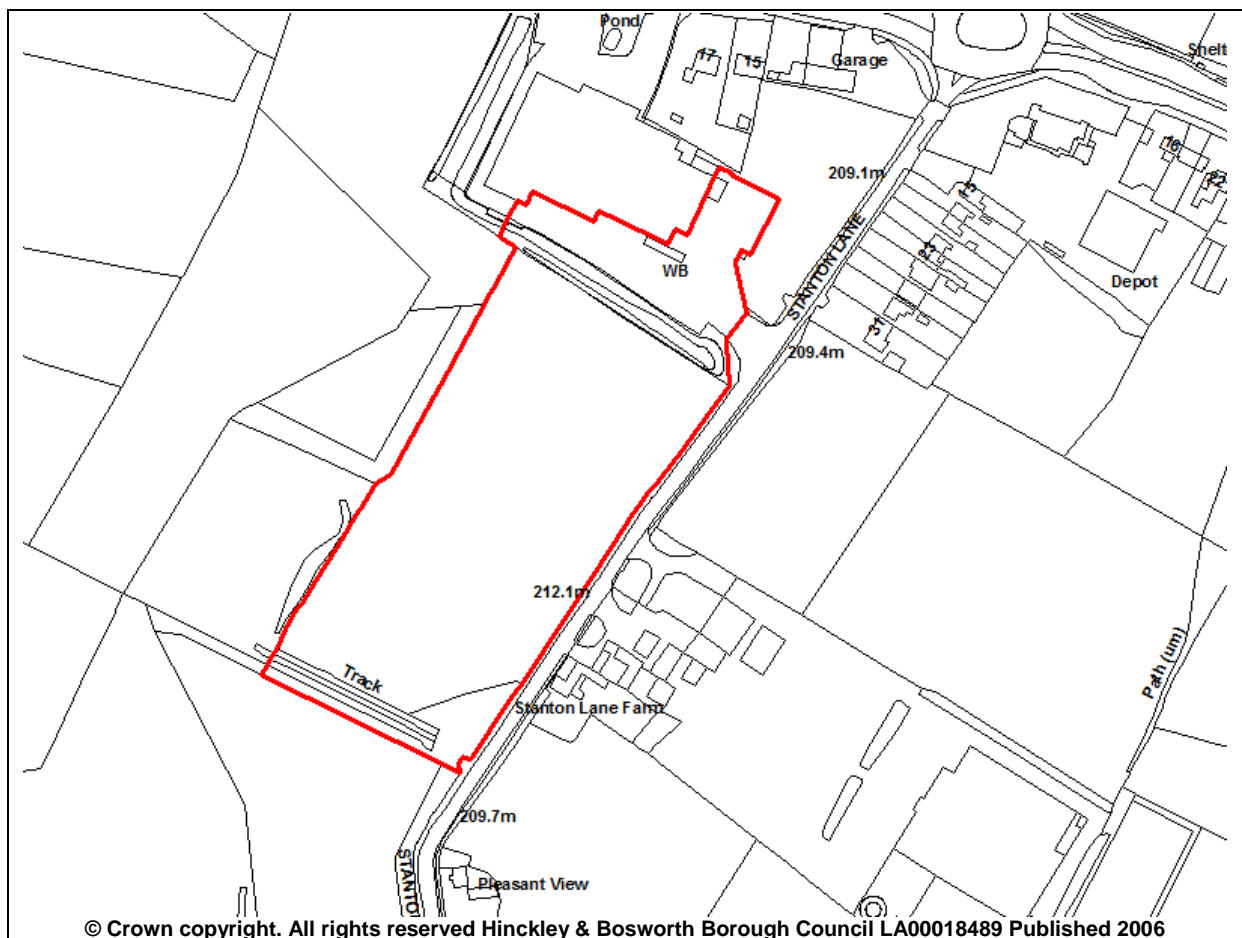 Pond
Shelt
17
15
Garage
209.1m
16
22
15
STANTON LANE
23
WB
Depot
31
209.4m
212.1m
Track
Path (um)
Stanton Lane Farm
209.7m
STANTO
Pleasant View
© Crown copyright. All rights reserved Hinckley & Bosworth Borough Council LA00018489 Published 2006